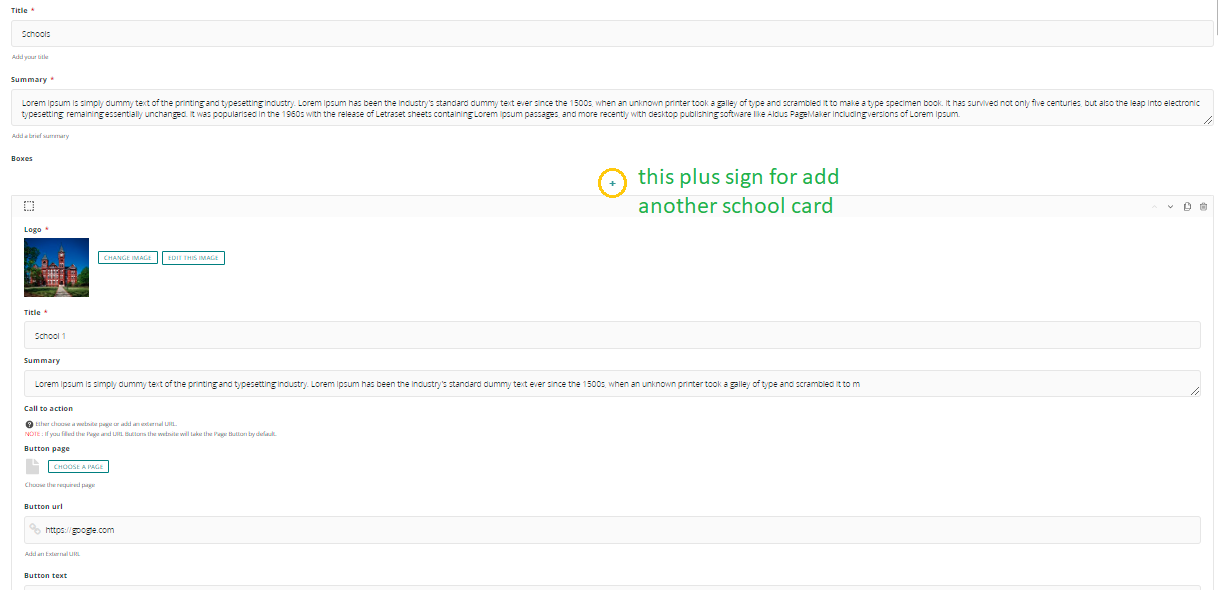 Title *
Schools
Add your title
Summary *
Lorem Ipsum is simply dummy text of the printing and typesetting industry. Lorem Ipsum has been the industry's standard dummy text ever since the 1500s, when an unknown printer took a galley of type and scrambled it to make a type specimen book. It has survived not only five centuries, but also the leap into electronic
typesetting, remaining essentially unchanged. It was popularised in the 1960s with the release of Letraset sheets containing Lorem Ipsum passages, and more recently with desktop publishing software like Aldus PageMaker including versions of Lorem Ipsum.
Add a brief summary
Boxes
+
this plus sign for add
another school card
Logo *
CHANGE IMAGE
EDIT THIS IMAGE
Title *
School 1
Summary
Lorem Ipsum is simply dummy text of the printing and typesetting industry. Lorem Ipsum has been the industry's standard dummy text ever since the 1500s, when an unknown printer took a galley of type and scrambled it to m
Call to action
? Either choose a website page or add an external URL.
NOTE : If you filled the Page and URL Buttons the website will take the Page Button by default.
Button page
CHOOSE A PAGE
Choose the required page
Button url
https://google.com
Add an External URL
Button text